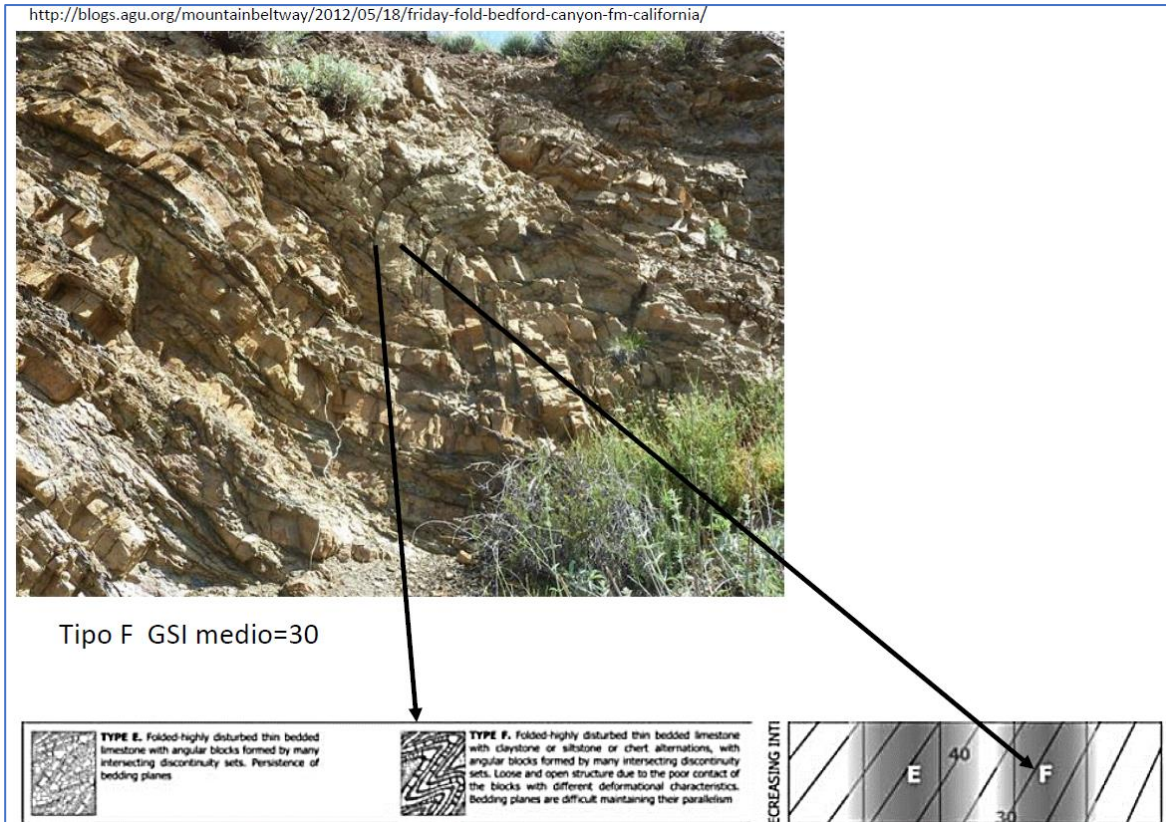 http://blogs.agu.org/mountainbeltway/2012/05/18/friday-fold-bedford-canyon-fm-california/
Tipo F GSI medio=30
TYPE E. Folded-highly disturbed thin bedded
limestone with angular blocks formed by many
intersecting discontinuity sets. Persistence of
bedding planes
TYPE F. Folded-highly disturbed thin bedded limestone
with claystone or siltstone or chert alternations, with
angular blocks formed by many intersecting discontinuity
sets. Loose and open structure due to the poor contact of
the blocks with different deformational characteristics.
Bedding planes are difficult maintaining their parallelism
ECREASING INT
E
40
F
30